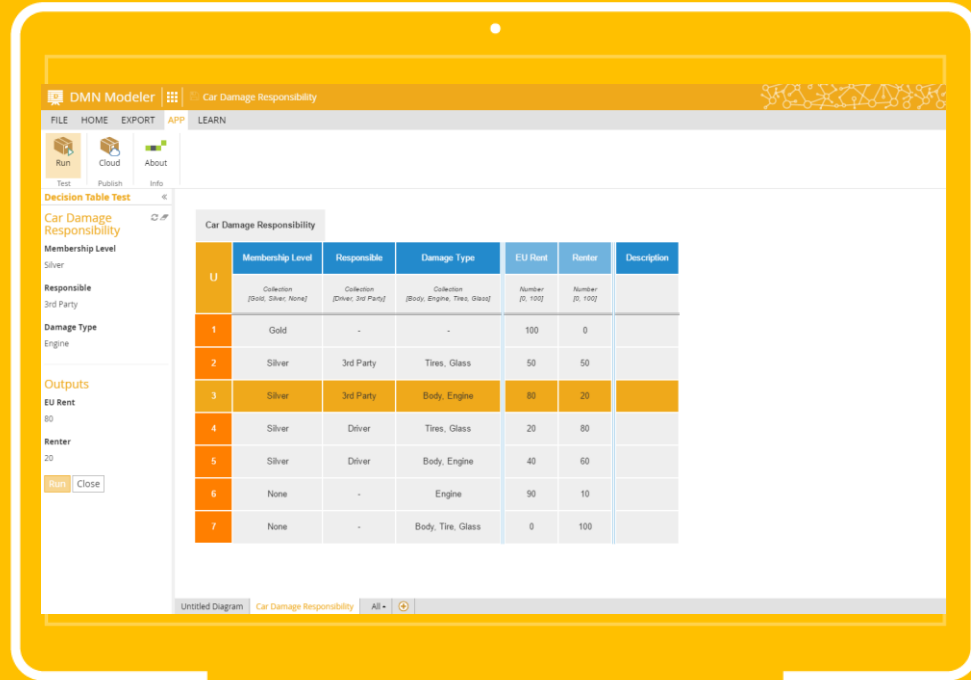 DMN Modeler Car Damage Responsibility
FILE HOME EXPORT APP LEARN
Run Cloud About
Test Publish Info
Decision Table Test «
Car Damage
Responsibility
Membership Level
Silver
Responsible
3rd Party
Damage Type
Engine
Outputs
EU Rent
80
Renter
20
Run Close
Car Damage Responsibility
U Membership Level Responsible Damage Type EU Rent Renter Description
Collection Collection Collection Number Number
[Gold, Silver, None] [Driver, 3rd Party] [Body, Engine, Tires, Glass] [0, 100] [0, 100]
1 Gold - - 100 0
2 Silver 3rd Party Tires, Glass 50 50
3 Silver 3rd Party Body, Engine 80 20
4 Silver Driver Tires, Glass 20 80
5 Silver Driver Body, Engine 40 60
6 None - Engine 90 10
7 None - Body, Tire, Glass 0 100
Untitled Diagram Car Damage Responsibility All